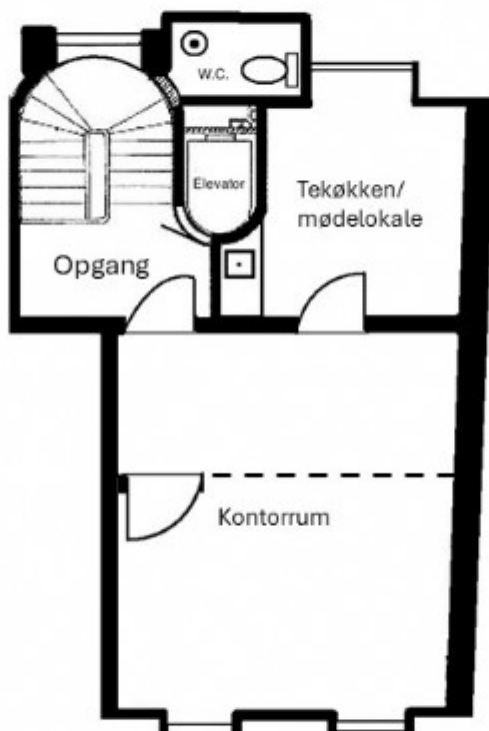 W.C.
Elevator
Tekøkken/
mødelokale
Opgang
Kontorrum